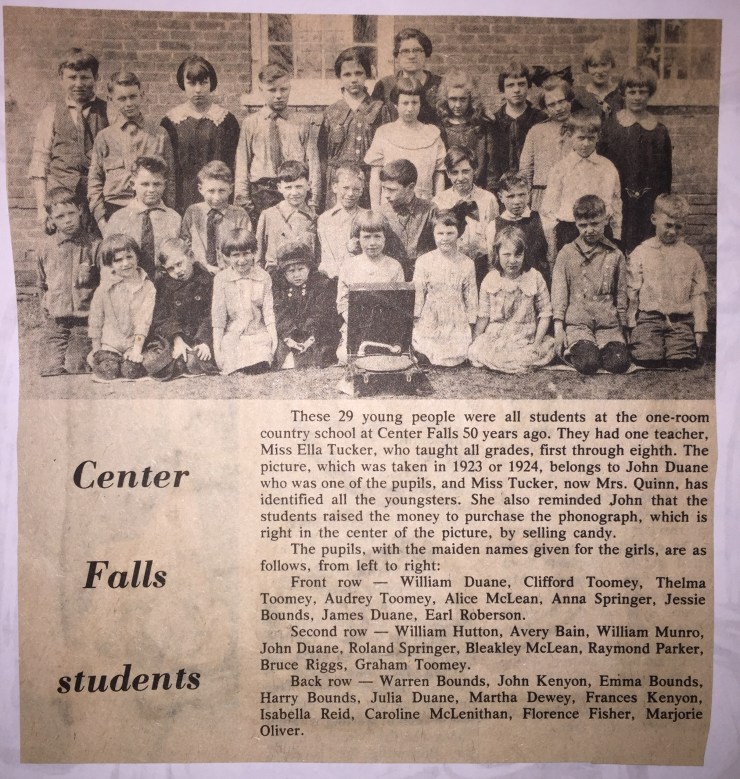 Center
Falls
students
These 29 young people were all students at the one-room
country school at Center Falls 50 years ago. They had one teacher,
Miss Ella Tucker, who taught all grades, first through eighth. The
picture, which was taken in 1923 or 1924, belongs to John Duane
who was one of the pupils, and Miss Tucker, now Mrs. Quinn, has
identified all the youngsters. She also reminded John that the
students raised the money to purchase the phonograph, which is
right in the center of the picture, by selling candy.
The pupils, with the maiden names given for the girls, are as
follows, from left to right:
Front row — William Duane, Clifford Toomey, Thelma
Toomey, Audrey Toomey, Alice McLean, Anna Springer, Jessie
Bounds, James Duane, Earl Roberson.
Second row — William Hutton, Avery Bain, William Munro,
John Duane, Roland Springer, Bleakley McLean, Raymond Parker,
Bruce Riggs, Graham Toomey.
Back row — Warren Bounds, John Kenyon, Emma Bounds,
Harry Bounds, Julia Duane, Martha Dewey, Frances Kenyon,
Isabella Reid, Caroline McLenithan, Florence Fisher, Marjorie
Oliver.